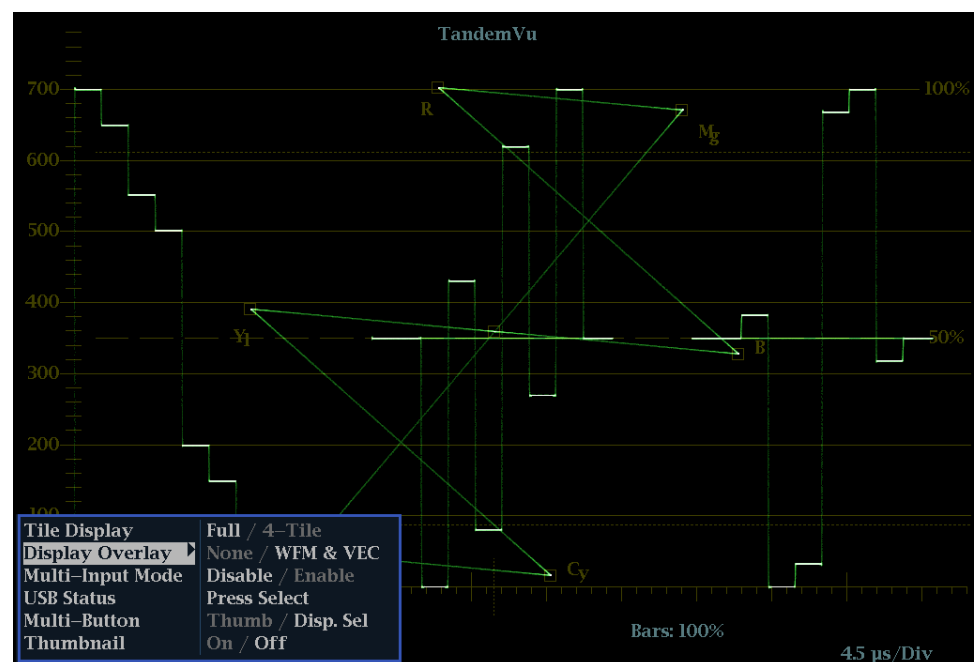 TandemVu
700
100%
R
Mg
600
500
400
Yl
B
50%
300
200
100
Cy
Tile Display Full / 4-Tile
Display Overlay None / WFM & VEC
Multi-Input Mode Disable / Enable
USB Status Press Select
Multi-Button Thumb / Disp. Sel
Thumbnail On / Off
Bars: 100%
4.5 µs/Div